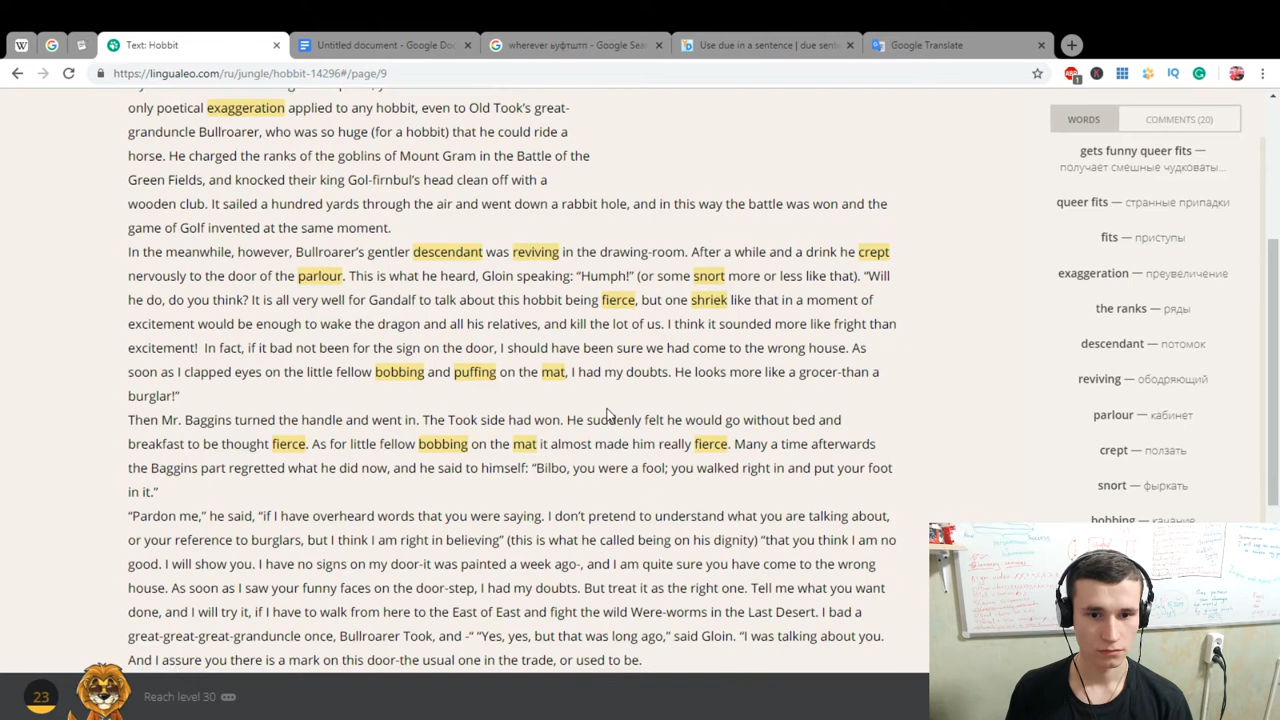 Text: Hobbit
Untitled document - Google Doc
wherever ьуфтштп - Google Sea
Use due in a sentence | due sent
Google Translate
https://lingualeo.com/ru/jungle/hobbit-14296#/page/9
only poetical exaggeration applied to any hobbit, even to Old Took's great-
granduncle Bullroarer, who was so huge (for a hobbit) that he could ride a
horse. He charged the ranks of the goblins of Mount Gram in the Battle of the
Green Fields, and knocked their king Gol-firnbul's head clean off with a
wooden club. It sailed a hundred yards through the air and went down a rabbit hole, and in this way the battle was won and the
game of Golf invented at the same moment.
In the meanwhile, however, Bullroarer's gentler descendant was reviving in the drawing-room. After a while and a drink he crept
nervously to the door of the parlour. This is what he heard, Gloin speaking: “Humph!” (or some snort more or less like that). “Will
he do, do you think? It is all very well for Gandalf to talk about this hobbit being fierce, but one shriek like that in a moment of
excitement would be enough to wake the dragon and all his relatives, and kill the lot of us. I think it sounded more like fright than
excitement! In fact, if it bad not been for the sign on the door, I should have been sure we had come to the wrong house. As
soon as I clapped eyes on the little fellow bobbing and puffing on the mat, I had my doubts. He looks more like a grocer-than a
burglar!”
Then Mr. Baggins turned the handle and went in. The Took side had won. He suddenly felt he would go without bed and
breakfast to be thought fierce. As for little fellow bobbing on the mat it almost made him really fierce. Many a time afterwards
the Baggins part regretted what he did now, and he said to himself: “Bilbo, you were a fool; you walked right in and put your foot
in it.”
“Pardon me,” he said, “if I have overheard words that you were saying. I don't pretend to understand what you are talking about,
or your reference to burglars, but I think I am right in believing” (this is what he called being on his dignity) “that you think I am no
good. I will show you. I have no signs on my door-it was painted a week ago-, and I am quite sure you have come to the wrong
house. As soon as I saw your funny faces on the door-step, I had my doubts. But treat it as the right one. Tell me what you want
done, and I will try it, if I have to walk from here to the East of East and fight the wild Were-worms in the Last Desert. I bad a
great-great-great-granduncle once, Bullroarer Took, and -“ “Yes, yes, but that was long ago,” said Gloin. “I was talking about you.
And I assure you there is a mark on this door-the usual one in the trade, or used to be.
WORDS
COMMENTS (20)
gets funny queer fits —
получает смешные чудковаты...
queer fits — странные припадки
fits — приступы
exaggeration — преувеличение
the ranks — ряды
descendant — потомок
reviving — ободряющий
parlour — кабинет
crept — ползать
snort — фыркать
bobbing — качание
23
Reach level 30